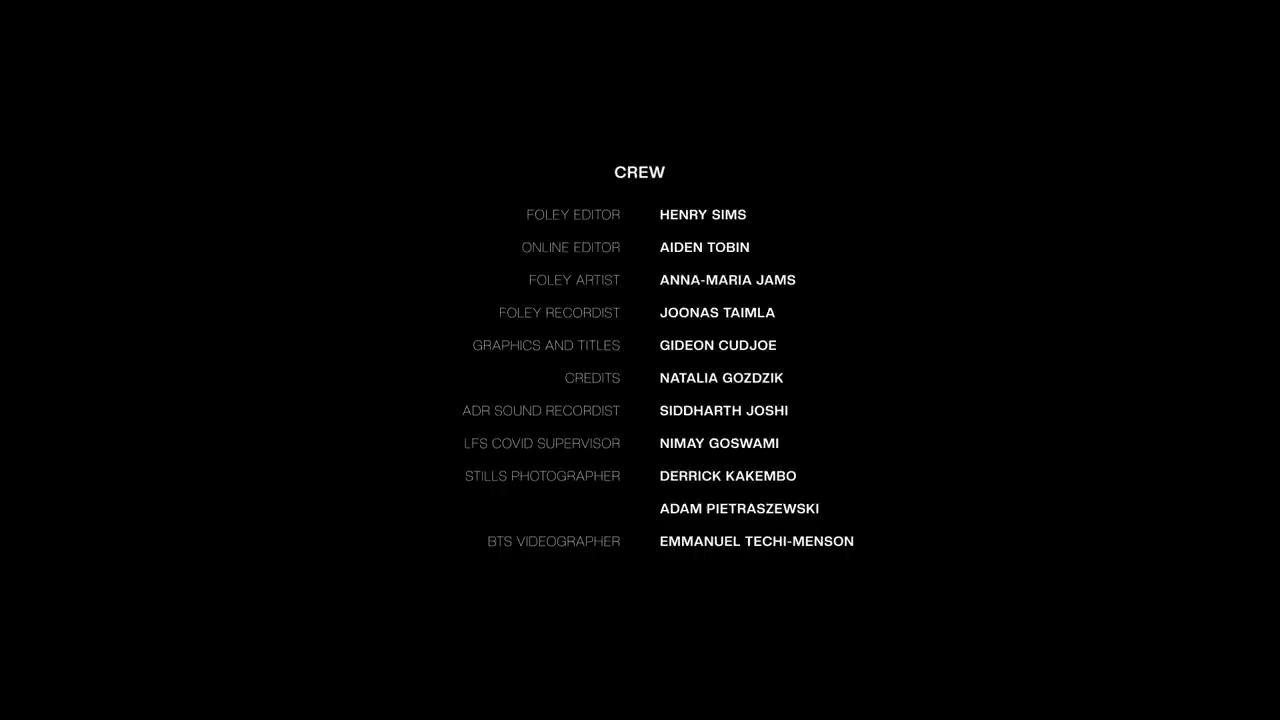 CREW
FOLEY EDITOR HENRY SIMS
ONLINE EDITOR AIDEN TOBIN
FOLEY ARTIST ANNA-MARIA JAMS
FOLEY RECORDIST JOONAS TAIMLA
GRAPHICS AND TITLES GIDEON CUDJOE
CREDITS NATALIA GOZDZIK
ADR SOUND RECORDIST SIDDHARTH JOSHI
LFS COVID SUPERVISOR NIMAY GOSWAMI
STILLS PHOTOGRAPHER DERRICK KAKEMBO
ADAM PIETRASZEWSKI
BTS VIDEOGRAPHER EMMANUEL TECHI-MENSON